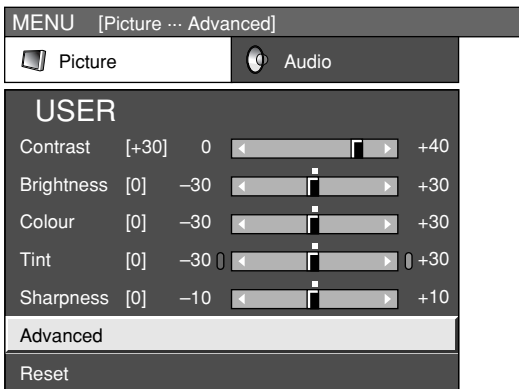 MENU [Picture ··· Advanced]
Picture Audio
USER
Contrast [+30] 0 +40
Brightness [0] –30 +30
Colour [0] –30 +30
Tint [0] –30 +30
Sharpness [0] –10 +10
Advanced
Reset